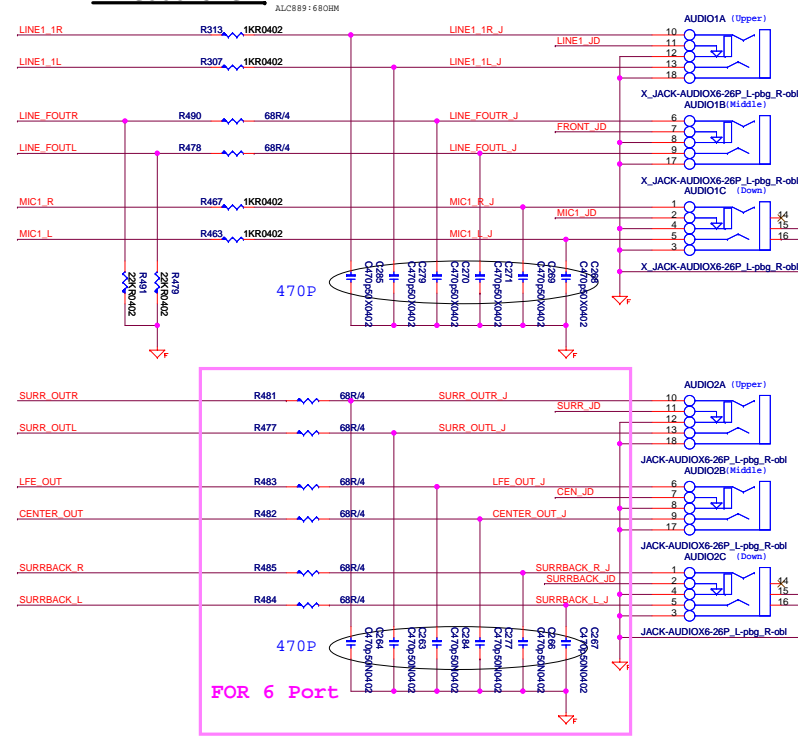 ALC889:680HM
AUDIO1A (Upper)
LINE1_1R R313 1KR0402 LINE1_1R_J 10
LINE1_JD 11
12
LINE1_1L R307 1KR0402 LINE1_1L_J 13
18
X_JACK-AUDIOX6-26P_L-pbg_R-obl
AUDIO1B(Middle)
LINE_FOUTR R490 68R/4 LINE_FOUTR_J 6
FRONT_JD 7
8
LINE_FOUTL R478 68R/4 LINE_FOUTL_J 9
17
X_JACK-AUDIOX6-26P_L-pbg_R-obl
AUDIO1C (Down)
MIC1_R R467 1KR0402 MIC1_R_J 1
MIC1_JD 2 14
4 15
MIC1_L R463 1KR0402 MIC1_L_J 5 16
3
X_JACK-AUDIOX6-26P_L-pbg_R-obl
R491 22KR0402
R479 22KR0402
470P
C285 C470p50X0402
C279 C470p50X0402
C270 C470p50X0402
C271 C470p50X0402
C269 C470p50X0402
C268 C470p50X0402
F
F
F
AUDIO2A (Upper)
SURR_OUTR R481 68R/4 SURR_OUTR_J 10
SURR_JD 11
12
SURR_OUTL R477 68R/4 SURR_OUTL_J 13
18
JACK-AUDIOX6-26P_L-pbg_R-obl
AUDIO2B(Middle)
LFE_OUT R483 68R/4 LFE_OUT_J 6
CEN_JD 7
8
CENTER_OUT R482 68R/4 CENTER_OUT_J 9
17
JACK-AUDIOX6-26P_L-pbg_R-obl
AUDIO2C (Down)
SURRBACK_R R485 68R/4 SURRBACK_R_J 1
SURRBACK_JD 2 14
4 15
SURRBACK_L R484 68R/4 SURRBACK_L_J 5 16
3
JACK-AUDIOX6-26P_L-pbg_R-obl
470P
C264 C470p50N0402
C263 C470p50N0402
C284 C470p50N0402
C277 C470p50N0402
C266 C470p50N0402
C267 C470p50N0402
F
F
FOR 6 Port